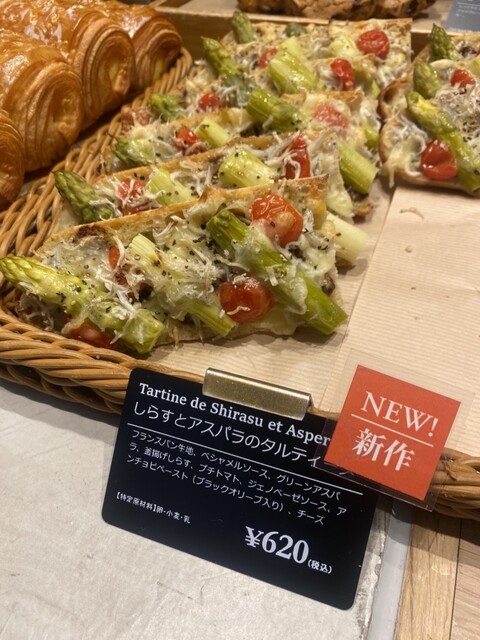 Tartine de Shirasu et Asper
しらすとアスパラのタルティ
フランスパン生地、ベシャメルソース、グリーンアスパ
ラ、釜揚げしらす、プチトマト、ジェノベーゼソース、ア
ンチョビペースト（ブラックオリーブ入り）、チーズ
【特定原材料】卵・小麦・乳
¥620(税込)
NEW!
新作